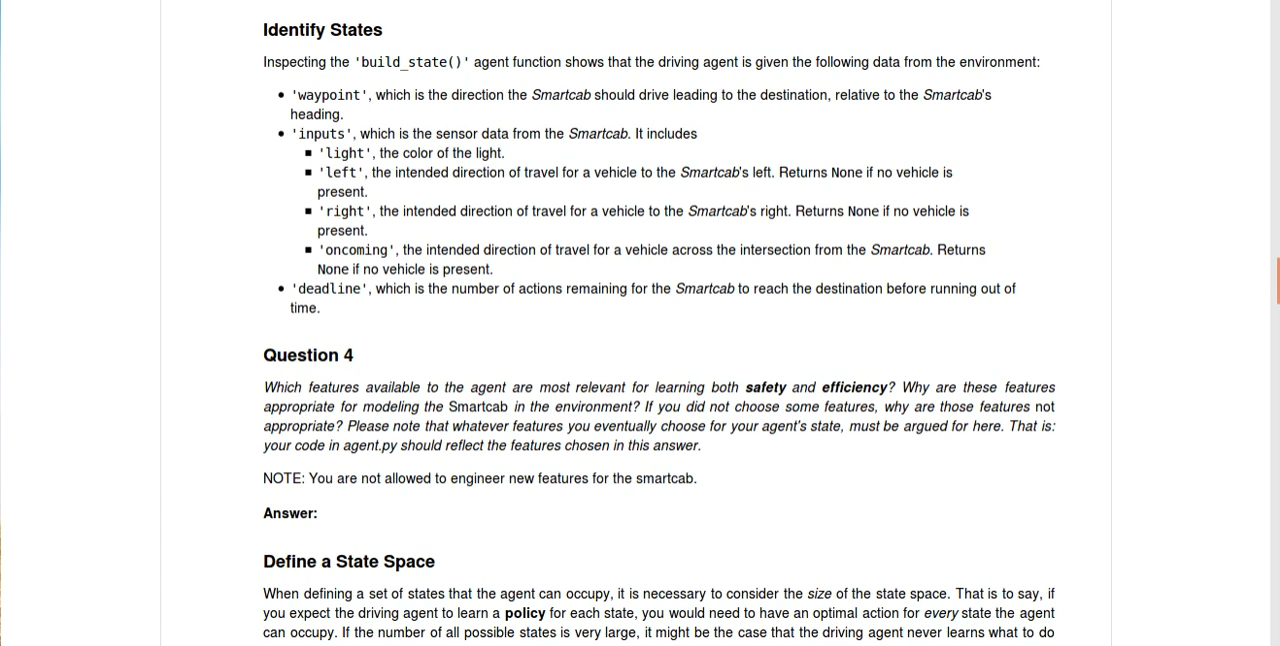 Identify States
Inspecting the 'build_state()' agent function shows that the driving agent is given the following data from the environment:
• 'waypoint', which is the direction the Smartcab should drive leading to the destination, relative to the Smartcab's
heading.
• 'inputs', which is the sensor data from the Smartcab. It includes
▪ 'light', the color of the light.
▪ 'left', the intended direction of travel for a vehicle to the Smartcab's left. Returns None if no vehicle is
present.
▪ 'right', the intended direction of travel for a vehicle to the Smartcab's right. Returns None if no vehicle is
present.
▪ 'oncoming', the intended direction of travel for a vehicle across the intersection from the Smartcab. Returns
None if no vehicle is present.
• 'deadline', which is the number of actions remaining for the Smartcab to reach the destination before running out of
time.
Question 4
Which features available to the agent are most relevant for learning both safety and efficiency? Why are these features
appropriate for modeling the Smartcab in the environment? If you did not choose some features, why are those features not
appropriate? Please note that whatever features you eventually choose for your agent's state, must be argued for here. That is:
your code in agent.py should reflect the features chosen in this answer.
NOTE: You are not allowed to engineer new features for the smartcab.
Answer:
Define a State Space
When defining a set of states that the agent can occupy, it is necessary to consider the size of the state space. That is to say, if
you expect the driving agent to learn a policy for each state, you would need to have an optimal action for every state the agent
can occupy. If the number of all possible states is very large, it might be the case that the driving agent never learns what to do